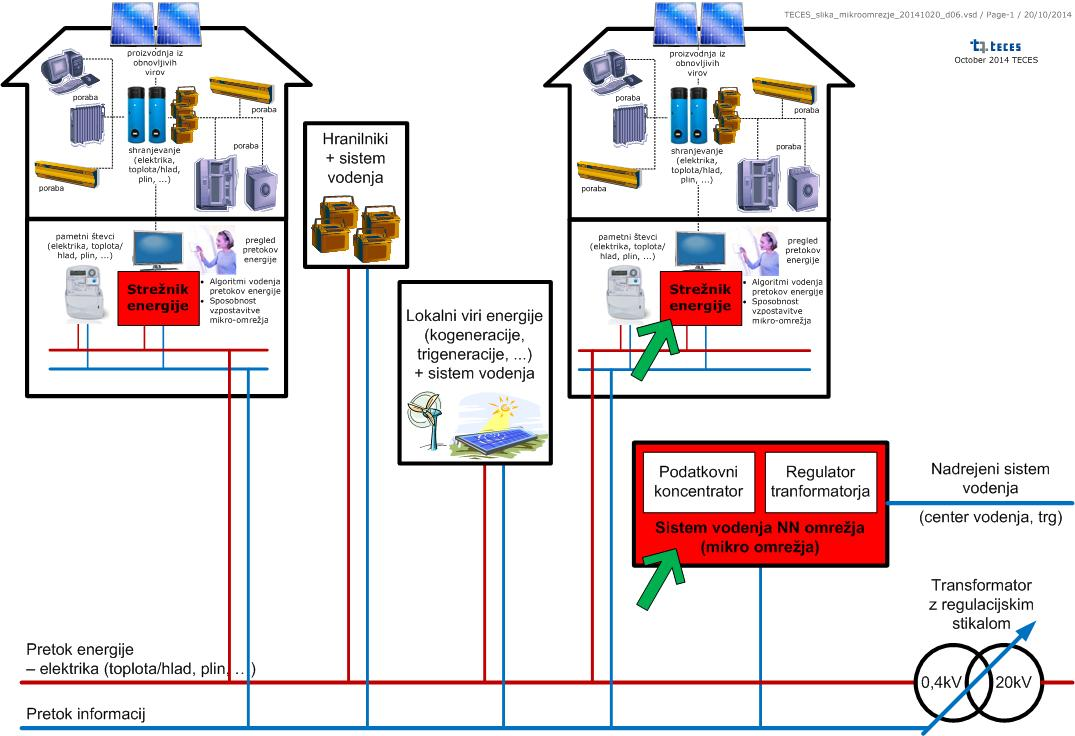 TECES_slika_mikroomrezje_20141020_d06.vsd / Page-1 / 20/10/2014
TECES
October 2014 TECES
proizvodnja iz
obnovljivih
virov
poraba
poraba
shranjevanje
(elektrika,
toplota/hlad,
plin, ...)
poraba
poraba
pametni števci
(elektrika, toplota/
hlad, plin, ...)
pregled
pretokov
energije
Strežnik
energije
• Algoritmi vodenja
pretokov energije
• Sposobnost
vzpostavitve
mikro-omrežja
Hranilniki
+ sistem
vodenja
Lokalni viri energije
(kogeneracije,
trigeneracije, ...)
+ sistem vodenja
proizvodnja iz
obnovljivih
virov
poraba
poraba
shranjevanje
(elektrika,
toplota/hlad,
plin, ...)
poraba
poraba
pametni števci
(elektrika, toplota/
hlad, plin, ...)
pregled
pretokov
energije
Strežnik
energije
• Algoritmi vodenja
pretokov energije
• Sposobnost
vzpostavitve
mikro-omrežja
Podatkovni
koncentrator
Regulator
tranformatorja
Sistem vodenja NN omrežja
(mikro omrežja)
Nadrejeni sistem
vodenja
(center vodenja, trg)
Transformator
z regulacijskim
stikalom
0,4kV
20kV
Pretok energije
– elektrika (toplota/hlad, plin, ...)
Pretok informacij